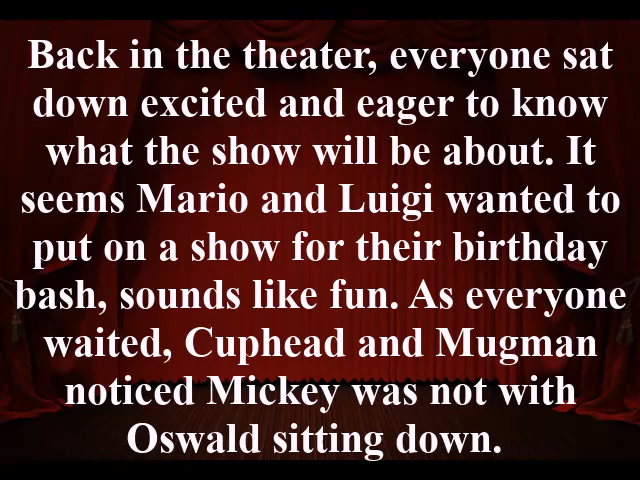 Back in the theater, everyone sat
down excited and eager to know
what the show will be about. It
seems Mario and Luigi wanted to
put on a show for their birthday
bash, sounds like fun. As everyone
waited, Cuphead and Mugman
noticed Mickey was not with
Oswald sitting down.